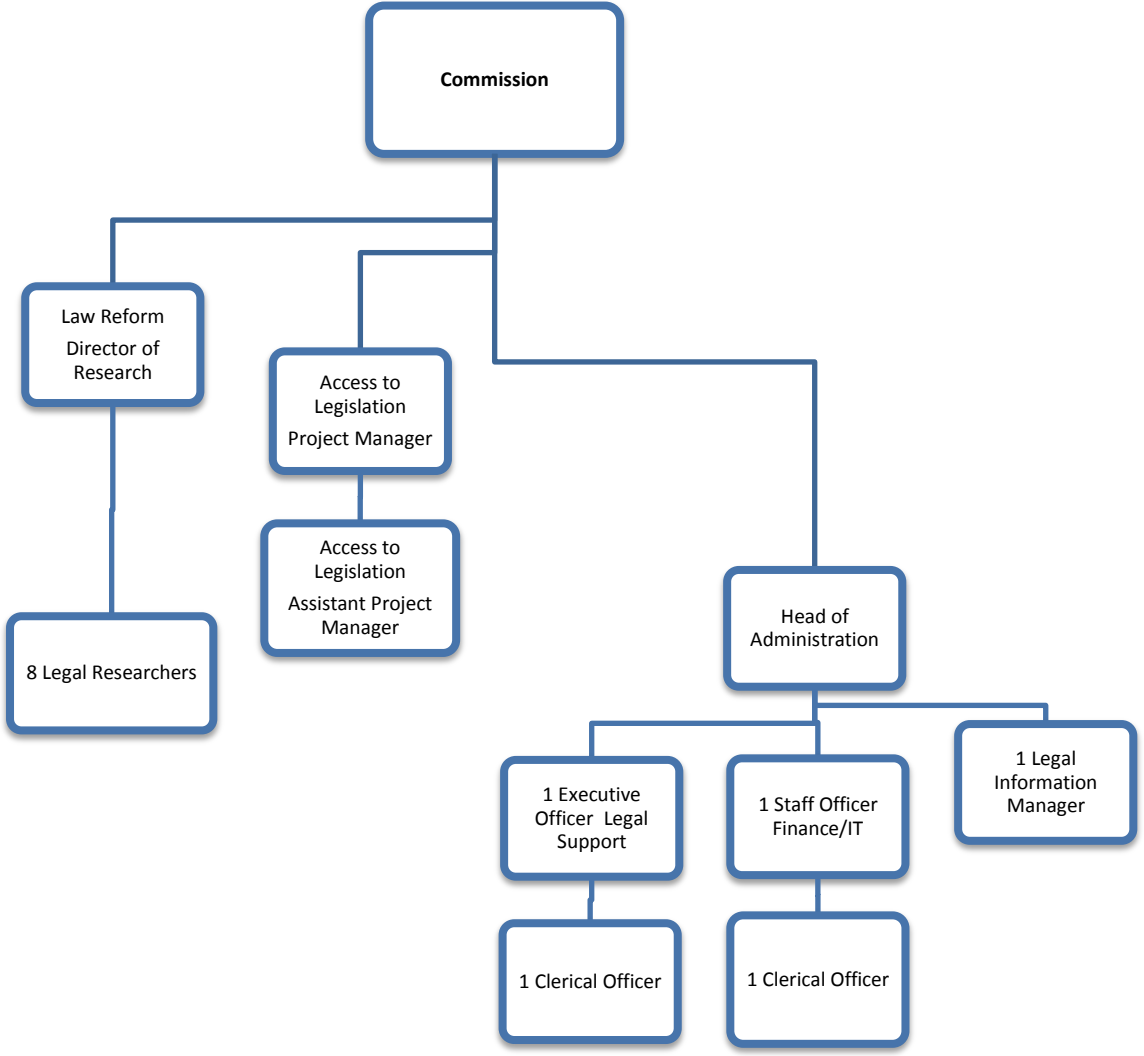 Commission
Law Reform
Director of
Research
Access to
Legislation
Project Manager
Access to
Legislation
Assistant Project
Manager
8 Legal Researchers
Head of
Administration
1 Executive
Officer  Legal
Support
1 Staff Officer
Finance/IT
1 Legal
Information
Manager
1 Clerical Officer
1 Clerical Officer